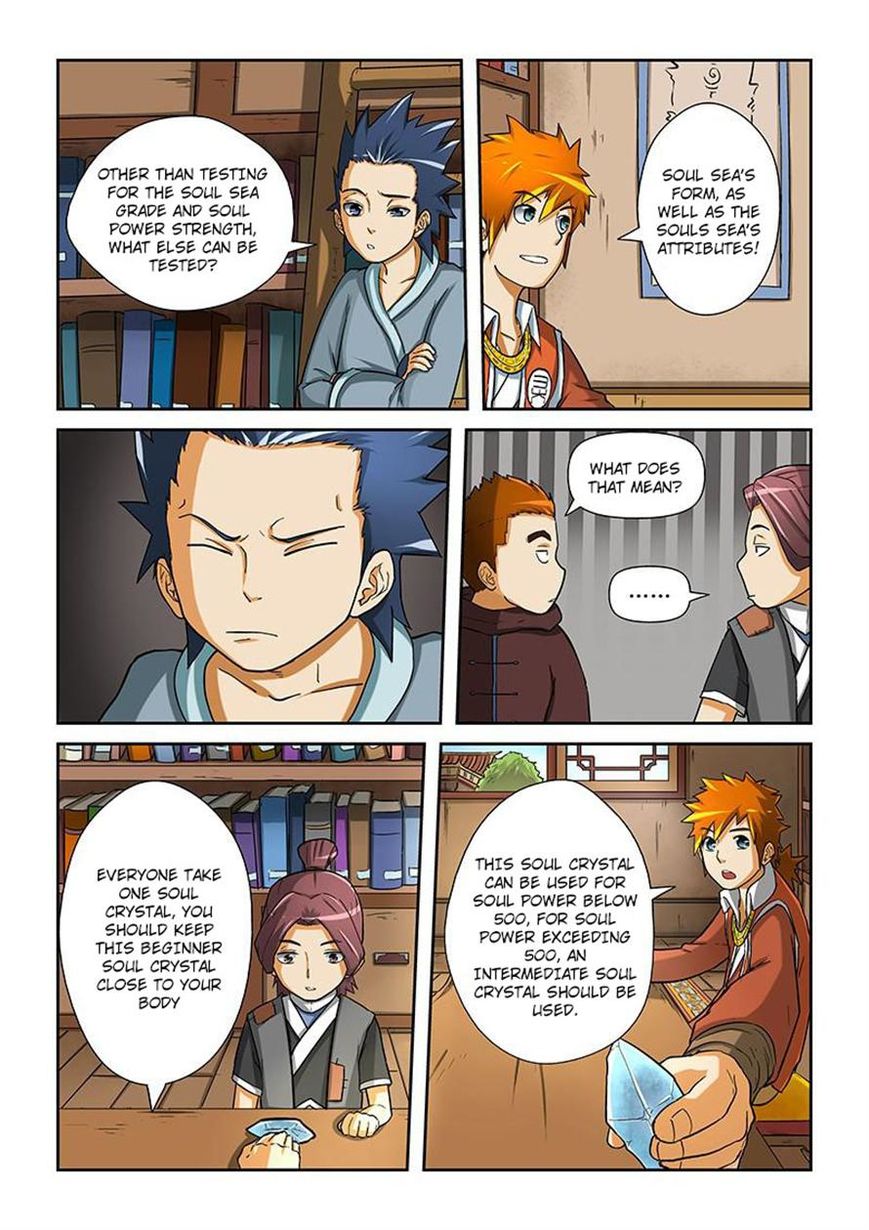 OTHER THAN TESTING
FOR THE SOUL SEA
GRADE AND SOUL
POWER STRENGTH,
WHAT ELSE CAN BE
TESTED?
SOUL SEA'S
FORM, AS
WELL AS THE
SOULS SEA'S
ATTRIBUTES!
WHAT DOES
THAT MEAN?
......
EVERYONE TAKE
ONE SOUL
CRYSTAL, YOU
SHOULD KEEP
THIS BEGINNER
SOUL CRYSTAL
CLOSE TO YOUR
BODY
THIS SOUL CRYSTAL
CAN BE USED FOR
SOUL POWER BELOW
500, FOR SOUL
POWER EXCEEDING
500, AN
INTERMEDIATE SOUL
CRYSTAL SHOULD BE
USED.